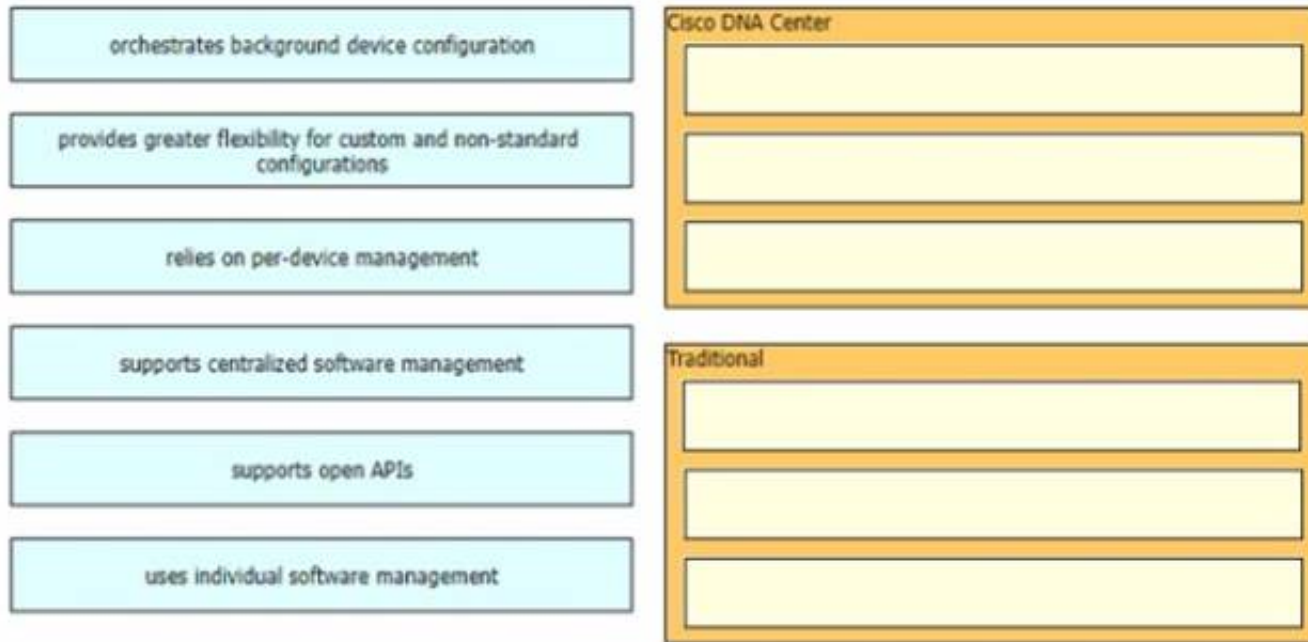 orchestrates background device configuration
provides greater flexibility for custom and non-standard
configurations
relies on per-device management
supports centralized software management
supports open APIs
uses individual software management
Cisco DNA Center
Traditional